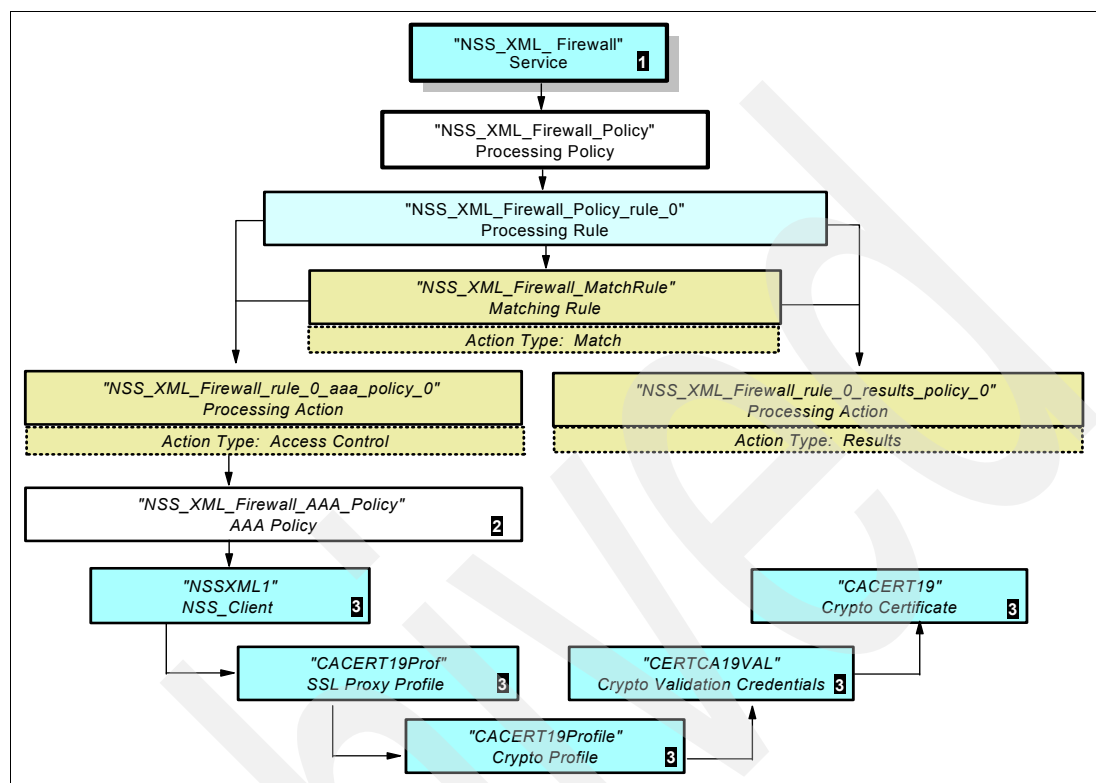 "NSS_XML_ Firewall"
Service
1
"NSS_XML_Firewall_Policy"
Processing Policy
"NSS_XML_Firewall_Policy_rule_0"
Processing Rule
"NSS_XML_Firewall_MatchRule"
Matching Rule
Action Type: Match
"NSS_XML_Firewall_rule_0_aaa_policy_0"
Processing Action
Action Type: Access Control
"NSS_XML_Firewall_rule_0_results_policy_0"
Processing Action
Action Type: Results
"NSS_XML_Firewall_AAA_Policy"
AAA Policy
2
"NSSXML1"
NSS_Client
3
"CACERT19"
Crypto Certificate
3
"CACERT19Prof"
SSL Proxy Profile
3
"CERTCA19VAL"
Crypto Validation Credentials
3
"CACERT19Profile"
Crypto Profile
3
hived